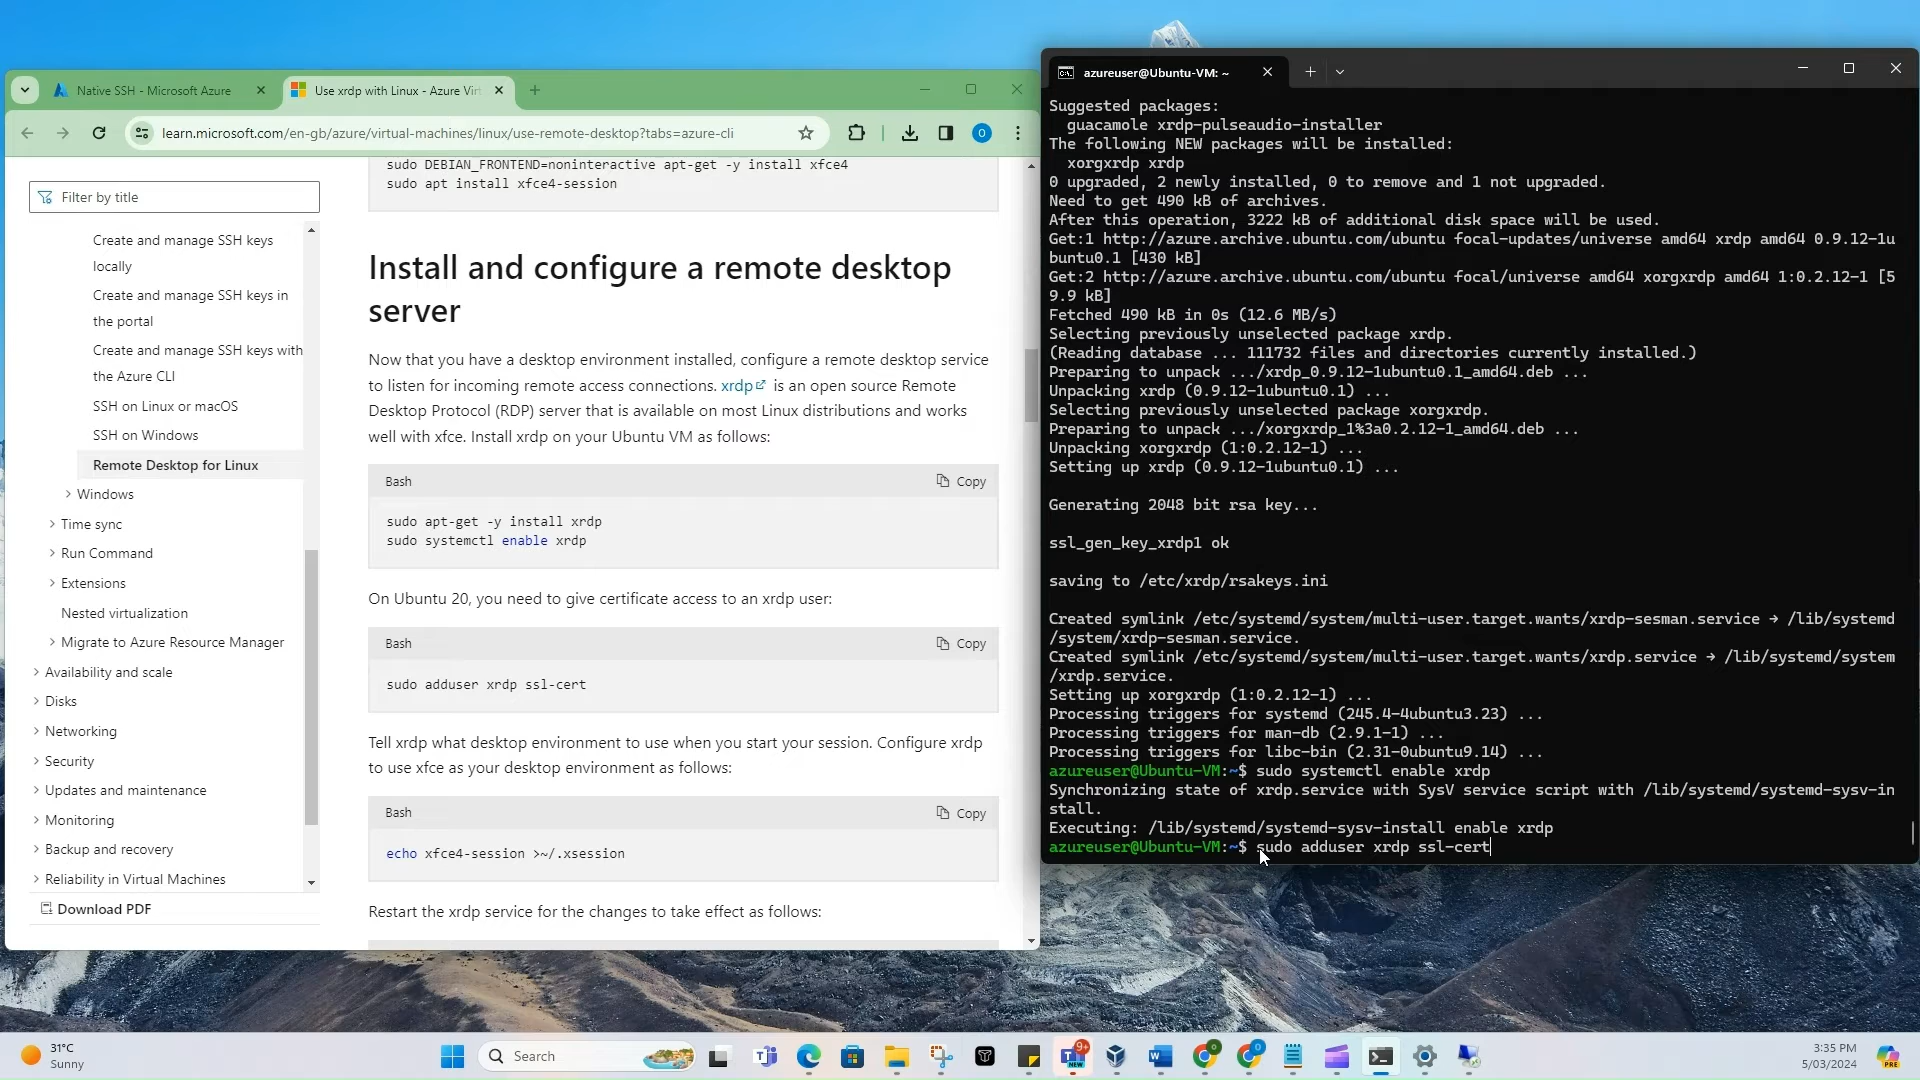 Native SSH - Microsoft Azure
Use xrdp with Linux - Azure Virt
learn.microsoft.com/en-gb/azure/virtual-machines/linux/use-remote-desktop?tabs=azure-cli
O
Filter by title
Create and manage SSH keys
locally
Create and manage SSH keys in
the portal
Create and manage SSH keys with
the Azure CLI
SSH on Linux or macOS
SSH on Windows
Remote Desktop for Linux
Windows
Time sync
Run Command
Extensions
Nested virtualization
Migrate to Azure Resource Manager
Availability and scale
Disks
Networking
Security
Updates and maintenance
Monitoring
Backup and recovery
Reliability in Virtual Machines
Download PDF
sudo DEBIAN_FRONTEND=noninteractive apt-get -y install xfce4
sudo apt install xfce4-session
Install and configure a remote desktop
server
Now that you have a desktop environment installed, configure a remote desktop service
to listen for incoming remote access connections. xrdp is an open source Remote
Desktop Protocol (RDP) server that is available on most Linux distributions and works
well with xfce. Install xrdp on your Ubuntu VM as follows:
Bash
Copy
sudo apt-get -y install xrdp
sudo systemctl enable xrdp
On Ubuntu 20, you need to give certificate access to an xrdp user:
Bash
Copy
sudo adduser xrdp ssl-cert
Tell xrdp what desktop environment to use when you start your session. Configure xrdp
to use xfce as your desktop environment as follows:
Bash
Copy
echo xfce4-session >~/.xsession
Restart the xrdp service for the changes to take effect as follows:
azureuser@Ubuntu-VM: ~
Suggested packages:
guacamole xrdp-pulseaudio-installer
The following NEW packages will be installed:
xorgxrdp xrdp
0 upgraded, 2 newly installed, 0 to remove and 1 not upgraded.
Need to get 490 kB of archives.
After this operation, 3222 kB of additional disk space will be used.
Get:1 http://azure.archive.ubuntu.com/ubuntu focal-updates/universe amd64 xrdp amd64 0.9.12-1u
buntu0.1 [430 kB]
Get:2 http://azure.archive.ubuntu.com/ubuntu focal/universe amd64 xorgxrdp amd64 1:0.2.12-1 [5
9.9 kB]
Fetched 490 kB in 0s (12.6 MB/s)
Selecting previously unselected package xrdp.
(Reading database ... 111732 files and directories currently installed.)
Preparing to unpack .../xrdp_0.9.12-1ubuntu0.1_amd64.deb ...
Unpacking xrdp (0.9.12-1ubuntu0.1) ...
Selecting previously unselected package xorgxrdp.
Preparing to unpack .../xorgxrdp_1%3a0.2.12-1_amd64.deb ...
Unpacking xorgxrdp (1:0.2.12-1) ...
Setting up xrdp (0.9.12-1ubuntu0.1) ...
Generating 2048 bit rsa key...
ssl_gen_key_xrdp1 ok
saving to /etc/xrdp/rsakeys.ini
Created symlink /etc/systemd/system/multi-user.target.wants/xrdp-sesman.service → /lib/systemd
/system/xrdp-sesman.service.
Created symlink /etc/systemd/system/multi-user.target.wants/xrdp.service → /lib/systemd/system
/xrdp.service.
Setting up xorgxrdp (1:0.2.12-1) ...
Processing triggers for systemd (245.4-4ubuntu3.23) ...
Processing triggers for man-db (2.9.1-1) ...
Processing triggers for libc-bin (2.31-0ubuntu9.14) ...
azureuser@Ubuntu-VM:~$ sudo systemctl enable xrdp
Synchronizing state of xrdp.service with SysV service script with /lib/systemd/systemd-sysv-in
stall.
Executing: /lib/systemd/systemd-sysv-install enable xrdp
azureuser@Ubuntu-VM:~$ sudo adduser xrdp ssl-cert
31°C
Sunny
Search
9+
NEW
3:35 PM
5/03/2024
PRE